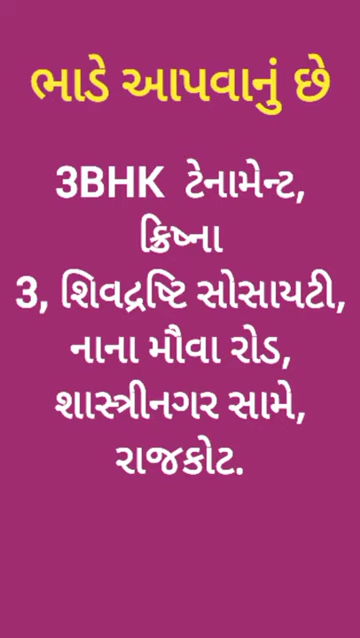 ભાડે આપવાનું છે
3BHK ટેનામેન્ટ,
ક્રિષ્ના
3, શિવદ્રષ્ટિ સોસાયટી,
નાના મૌવા રોડ,
શાસ્ત્રીનગર સામે,
રાજકોટ.